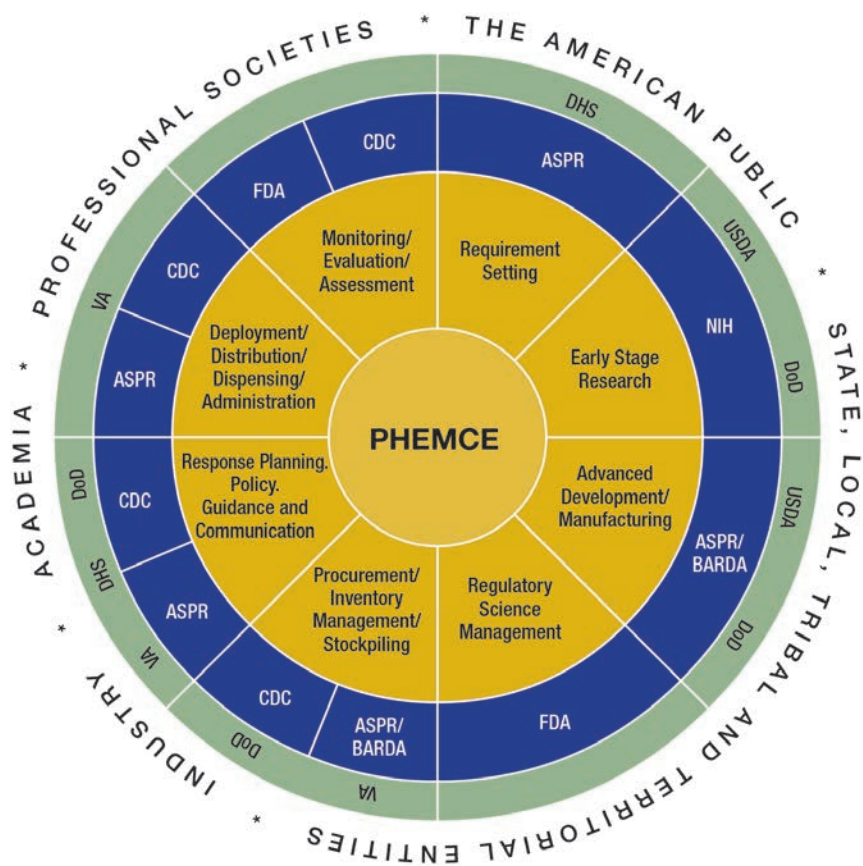 PROFESSIONAL SOCIETIES * THE AMERICAN PUBLIC * STATE, LOCAL, TRIBAL AND TERRITORIAL ENTITIES * INDUSTRY * ACADEMIA *
DHS
USDA
DoD
USDA
DoD
VA
DoD
VA
DHS
DoD
VA
ASPR
NIH
ASPR/
BARDA
FDA
ASPR/
BARDA
CDC
ASPR
CDC
ASPR
CDC
FDA
CDC
Requirement
Setting
Early Stage
Research
Advanced
Development/
Manufacturing
Regulatory
Science
Management
Procurement/
Inventory
Management/
Stockpiling
Response Planning.
Policy.
Guidance and
Communication
Deployment/
Distribution/
Dispensing/
Administration
Monitoring/
Evaluation/
Assessment
PHEMCE